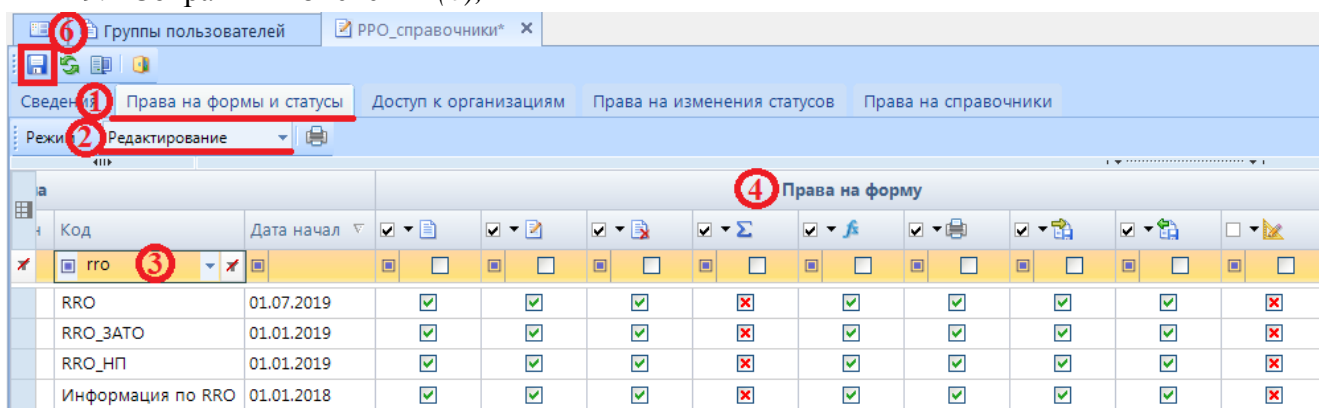 6 Группы пользователей РРО_справочники* ×
Сведения 1 Права на формы и статусы Доступ к организациям Права на изменения статусов Права на справочники
Режим 2 Редактирование
4 Права на форму
Код Дата начал Σ fx
rro 3
RRO 01.07.2019
RRO_ЗАТО 01.01.2019
RRO_НП 01.01.2019
Информация по RRO 01.01.2018